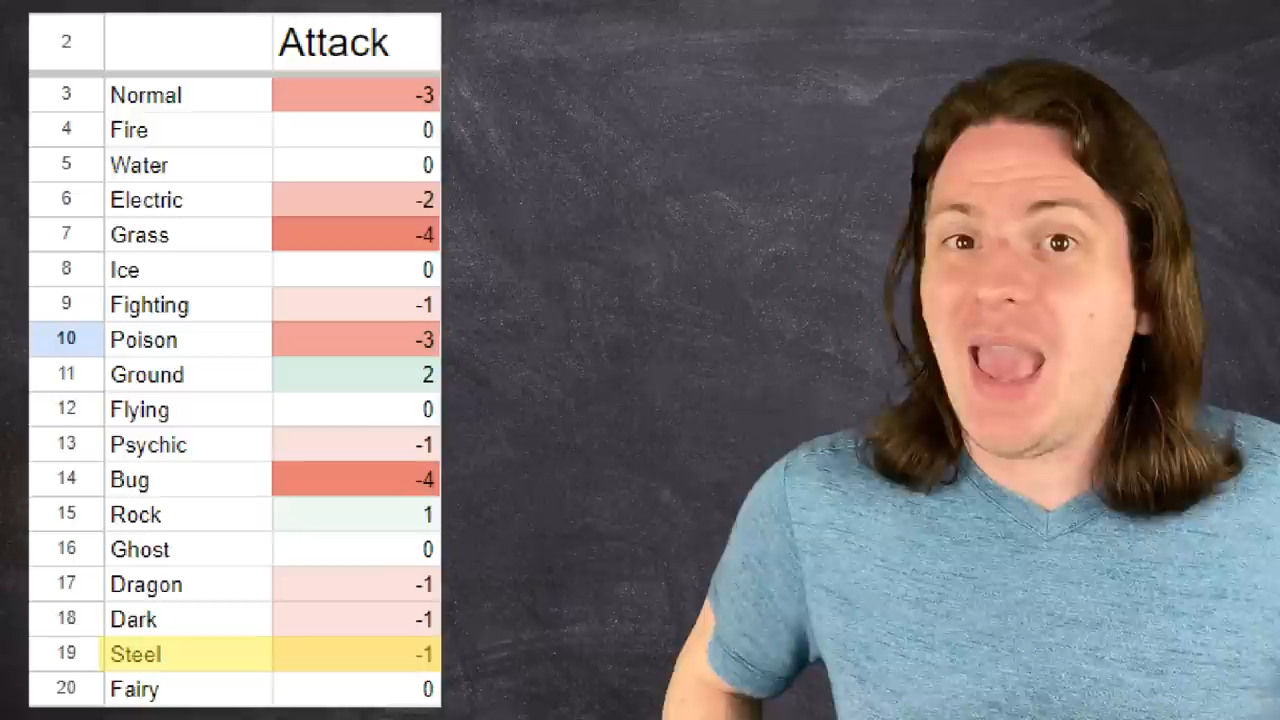 2 Attack
3 Normal -3
4 Fire 0
5 Water 0
6 Electric -2
7 Grass -4
8 Ice 0
9 Fighting -1
10 Poison -3
11 Ground 2
12 Flying 0
13 Psychic -1
14 Bug -4
15 Rock 1
16 Ghost 0
17 Dragon -1
18 Dark -1
19 Steel -1
20 Fairy 0